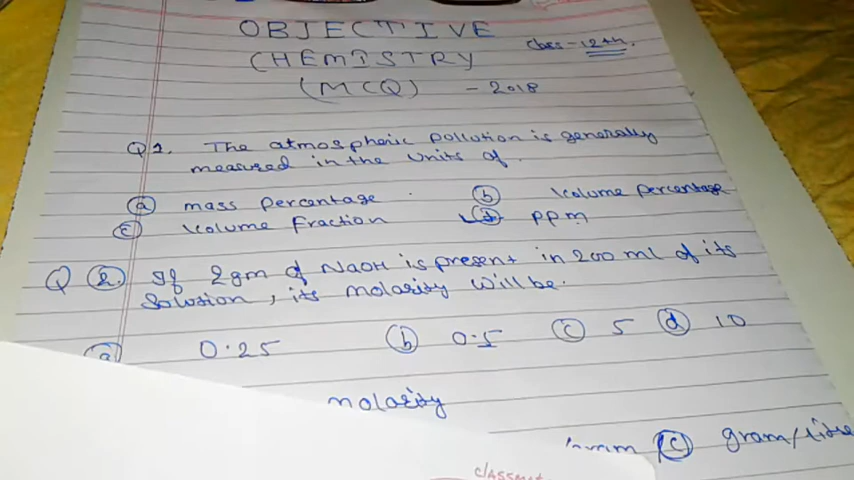 OBJECTIVE
CHEMISTRY class-12th.
(MCQ) - 2018
Q 1. The atmospheric pollution is generally
measured in the units of.
(a) mass percentage (b) Volume percentage
(c) Volume fraction (d) ppm
Q (2.) If 2gm of NaOH is present in 200 ml of its
Solution, its molarity will be.
(a) 0.25 (b) 0.5 (c) 5 (d) 10
molarity
(c) gram/litre